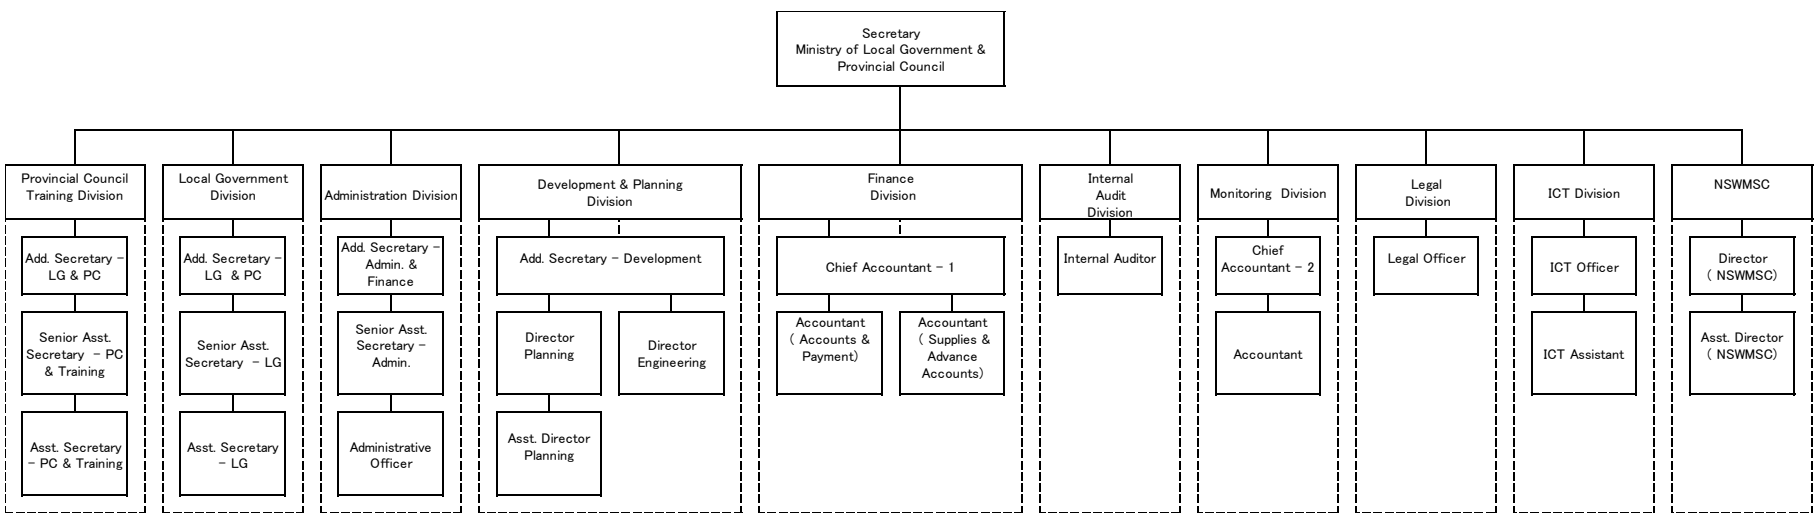 Secretary
Ministry of Local Government &
Provincial Council
Provincial Council
Training Division
Local Government
Division
Administration Division
Development & Planning
Division
Finance
Division
Internal
Audit
Division
Monitoring Division
Legal
Division
ICT Division
NSWMSC
Add. Secretary -
LG & PC
Add. Secretary -
LG & PC
Add. Secretary -
Admin. &
Finance
Add. Secretary - Development
Chief Accountant - 1
Internal Auditor
Chief
Accountant - 2
Legal Officer
ICT Officer
Director
( NSWMSC)
Senior Asst.
Secretary - PC
& Training
Senior Asst.
Secretary - LG
Senior Asst.
Secretary -
Admin.
Director
Planning
Director
Engineering
Accountant
( Accounts &
Payment)
Accountant
( Supplies &
Advance
Accounts)
Accountant
ICT Assistant
Asst. Director
( NSWMSC)
Asst. Secretary
- PC & Training
Asst. Secretary
- LG
Administrative
Officer
Asst. Director
Planning